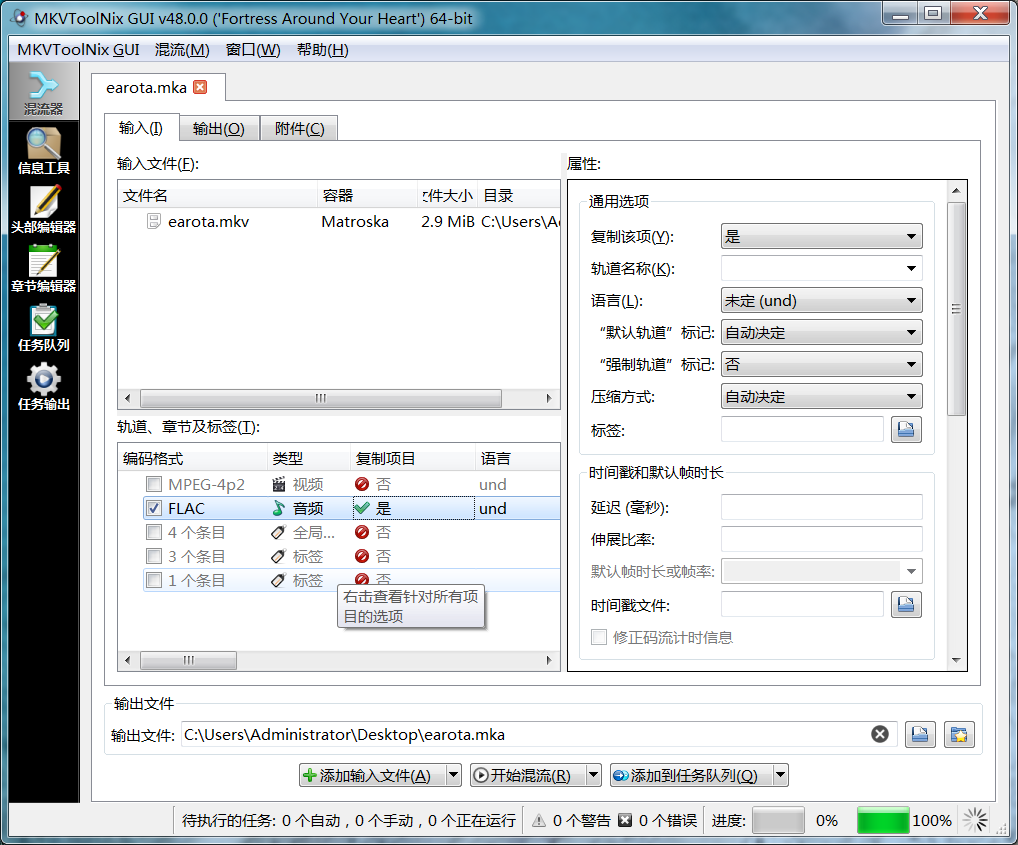 MKVToolNix GUI v48.0.0 ('Fortress Around Your Heart') 64-bit
MKVToolNix GUI 混流(M) 窗口(W) 帮助(H)
混流器
信息工具
头部编辑器
章节编辑器
任务队列
任务输出
earota.mka
输入(I) 输出(O) 附件(C)
输入文件(F):
文件名 容器 件大小 目录
earota.mkv Matroska 2.9 MiB C:\Users\A
轨道、章节及标签(T):
编码格式 类型 复制项目 语言
MPEG-4p2 视频 否 und
FLAC 音频 是 und
4 个条目 全局... 否
3 个条目 标签 否
1 个条目 标签 否
右击查看针对所有项
目的选项
属性:
通用选项
复制该项(Y): 是
轨道名称(K):
语言(L): 未定 (und)
“默认轨道”标记: 自动决定
“强制轨道”标记: 否
压缩方式: 自动决定
标签:
时间戳和默认帧时长
延迟 (毫秒):
伸展比率:
默认帧时长或帧率:
时间戳文件:
修正码流计时信息
输出文件
输出文件: C:\Users\Administrator\Desktop\earota.mka
添加输入文件(A) 开始混流(R) 添加到任务队列(Q)
待执行的任务: 0 个自动，0 个手动，0 个正在运行 0 个警告 0 个错误 进度: 0% 100%